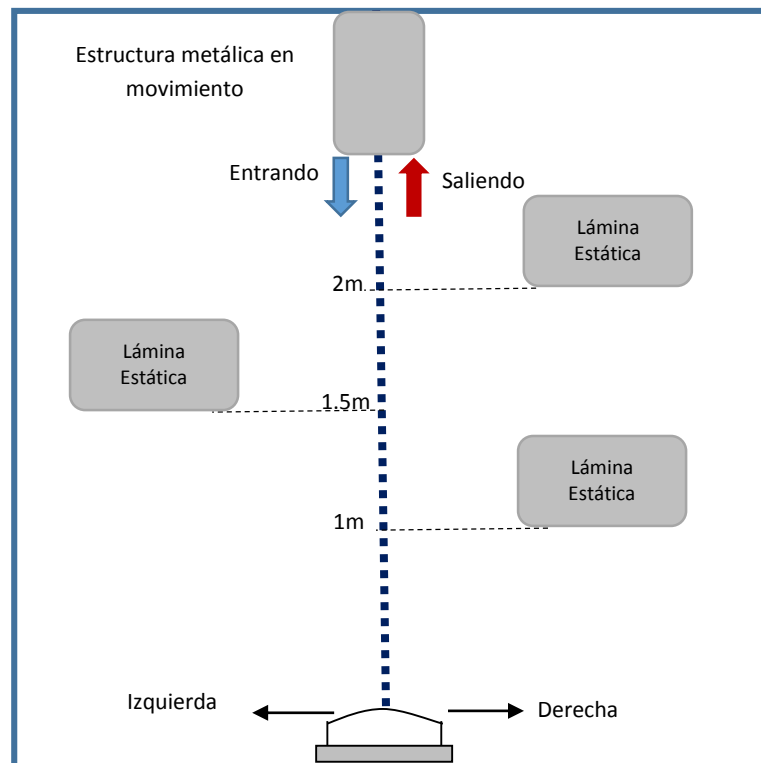 Estructura metálica en
movimiento
Entrando
Saliendo
Lámina
Estática
2m
Lámina
Estática
1.5m
Lámina
Estática
1m
Izquierda
Derecha